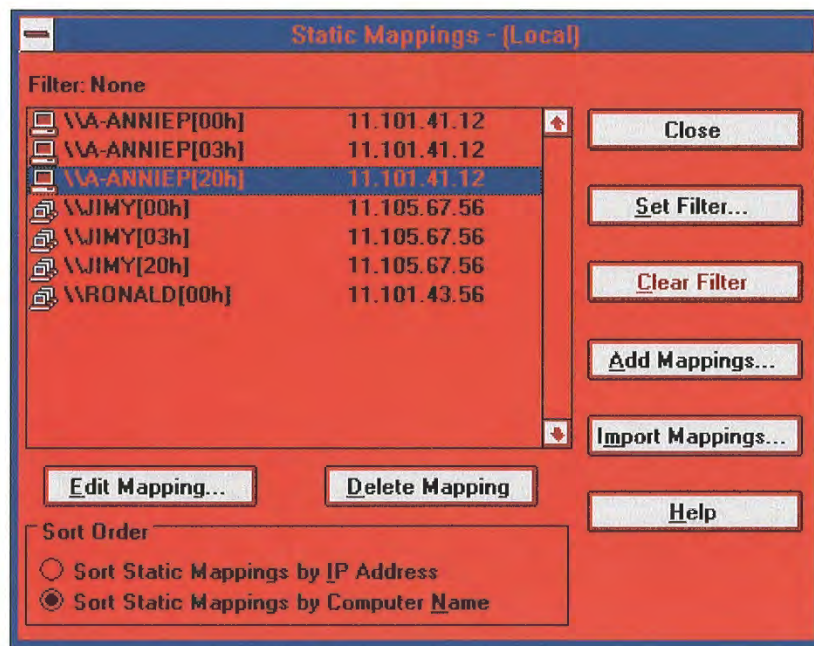 Static Mappings - (Local)
Filter: None
\\A-ANNIEP[00h] 11.101.41.12
\\A-ANNIEP[03h] 11.101.41.12
\\A-ANNIEP[20h] 11.101.41.12
\\JIMY[00h] 11.105.67.56
\\JIMY[03h] 11.105.67.56
\\JIMY[20h] 11.105.67.56
\\RONALD[00h] 11.101.43.56
Close
Set Filter...
Clear Filter
Add Mappings...
Import Mappings...
Help
Edit Mapping...
Delete Mapping
Sort Order
Sort Static Mappings by IP Address
Sort Static Mappings by Computer Name